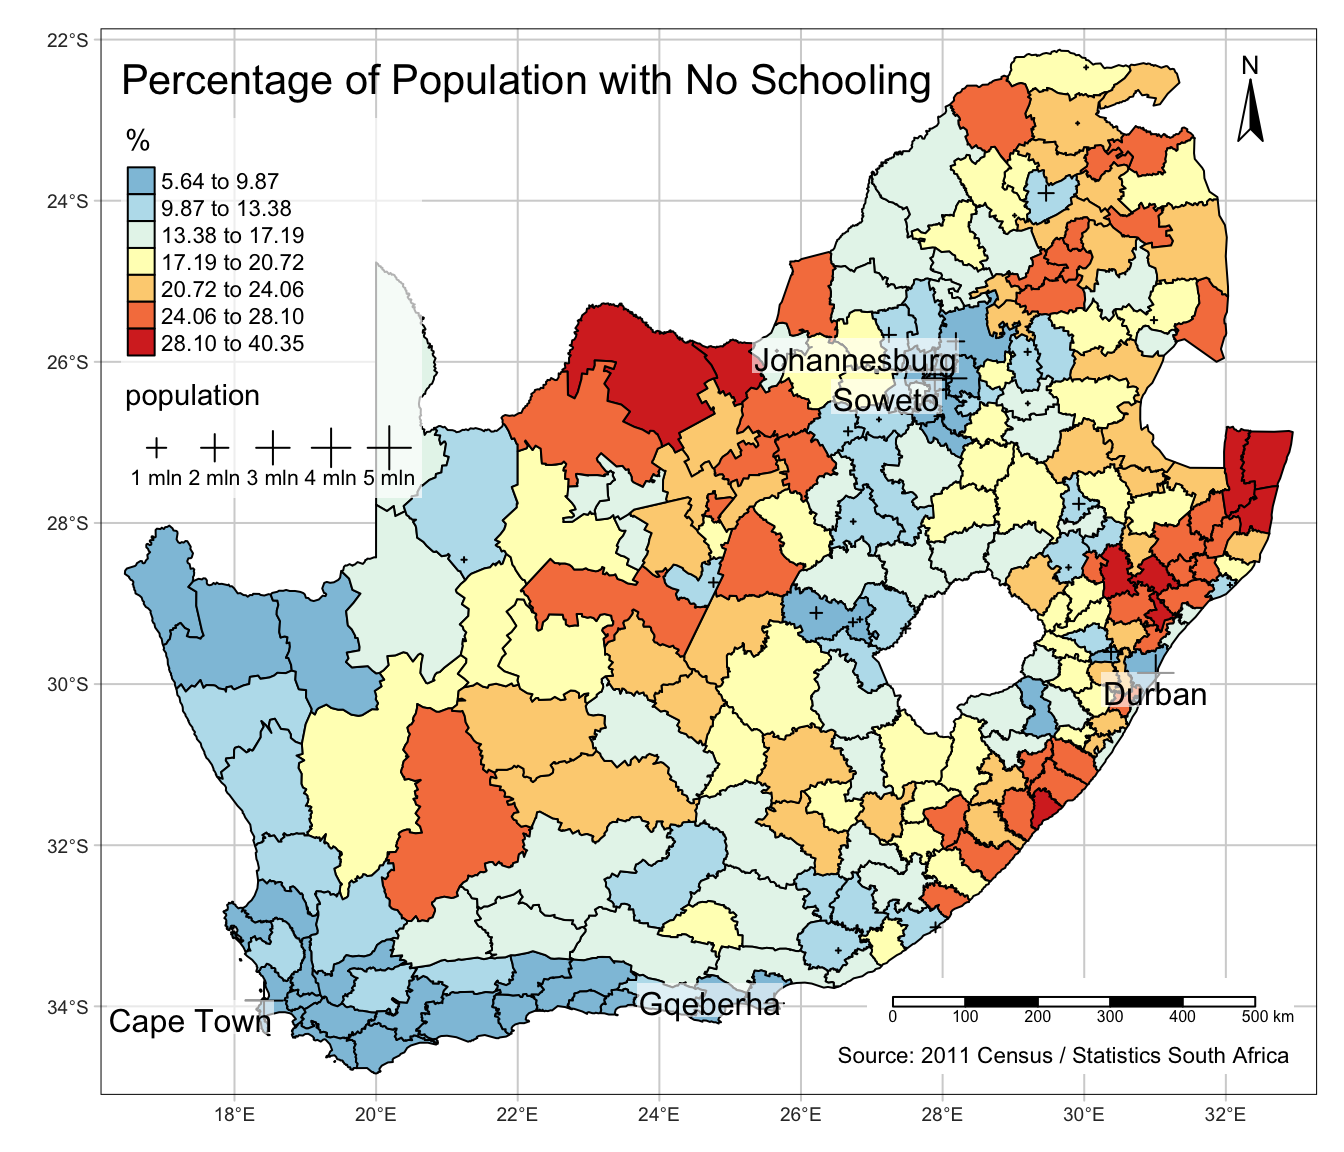 22°S
Percentage of Population with No Schooling
N
%
5.64 to 9.87
9.87 to 13.38
13.38 to 17.19
17.19 to 20.72
20.72 to 24.06
24.06 to 28.10
28.10 to 40.35
24°S
26°S
population
1 mln 2 mln 3 mln 4 mln 5 mln
Johannesburg
Soweto
28°S
30°S
Durban
32°S
34°S
Cape Town
Gqeberha
0 100 200 300 400 500 km
Source: 2011 Census / Statistics South Africa
18°E 20°E 22°E 24°E 26°E 28°E 30°E 32°E